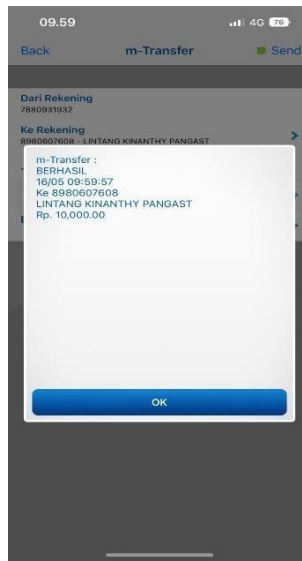 09.59
4G 76
Back m-Transfer Send
Dari Rekening
7880931932
Ke Rekening
8980607608 - LINTANG KINANTHY PANGAST
m-Transfer :
BERHASIL
16/05 09:59:57
Ke 8980607608
LINTANG KINANTHY PANGAST
Rp. 10,000.00
OK